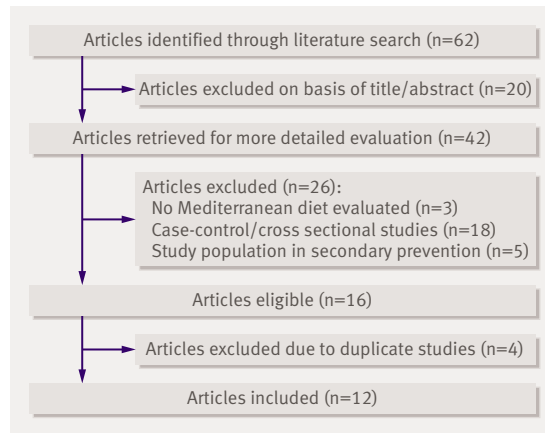 Articles identified through literature search (n=62)
Articles excluded on basis of title/abstract (n=20)
Articles retrieved for more detailed evaluation (n=42)
Articles excluded (n=26):
No Mediterranean diet evaluated (n=3)
Case-control/cross sectional studies (n=18)
Study population in secondary prevention (n=5)
Articles eligible (n=16)
Articles excluded due to duplicate studies (n=4)
Articles included (n=12)